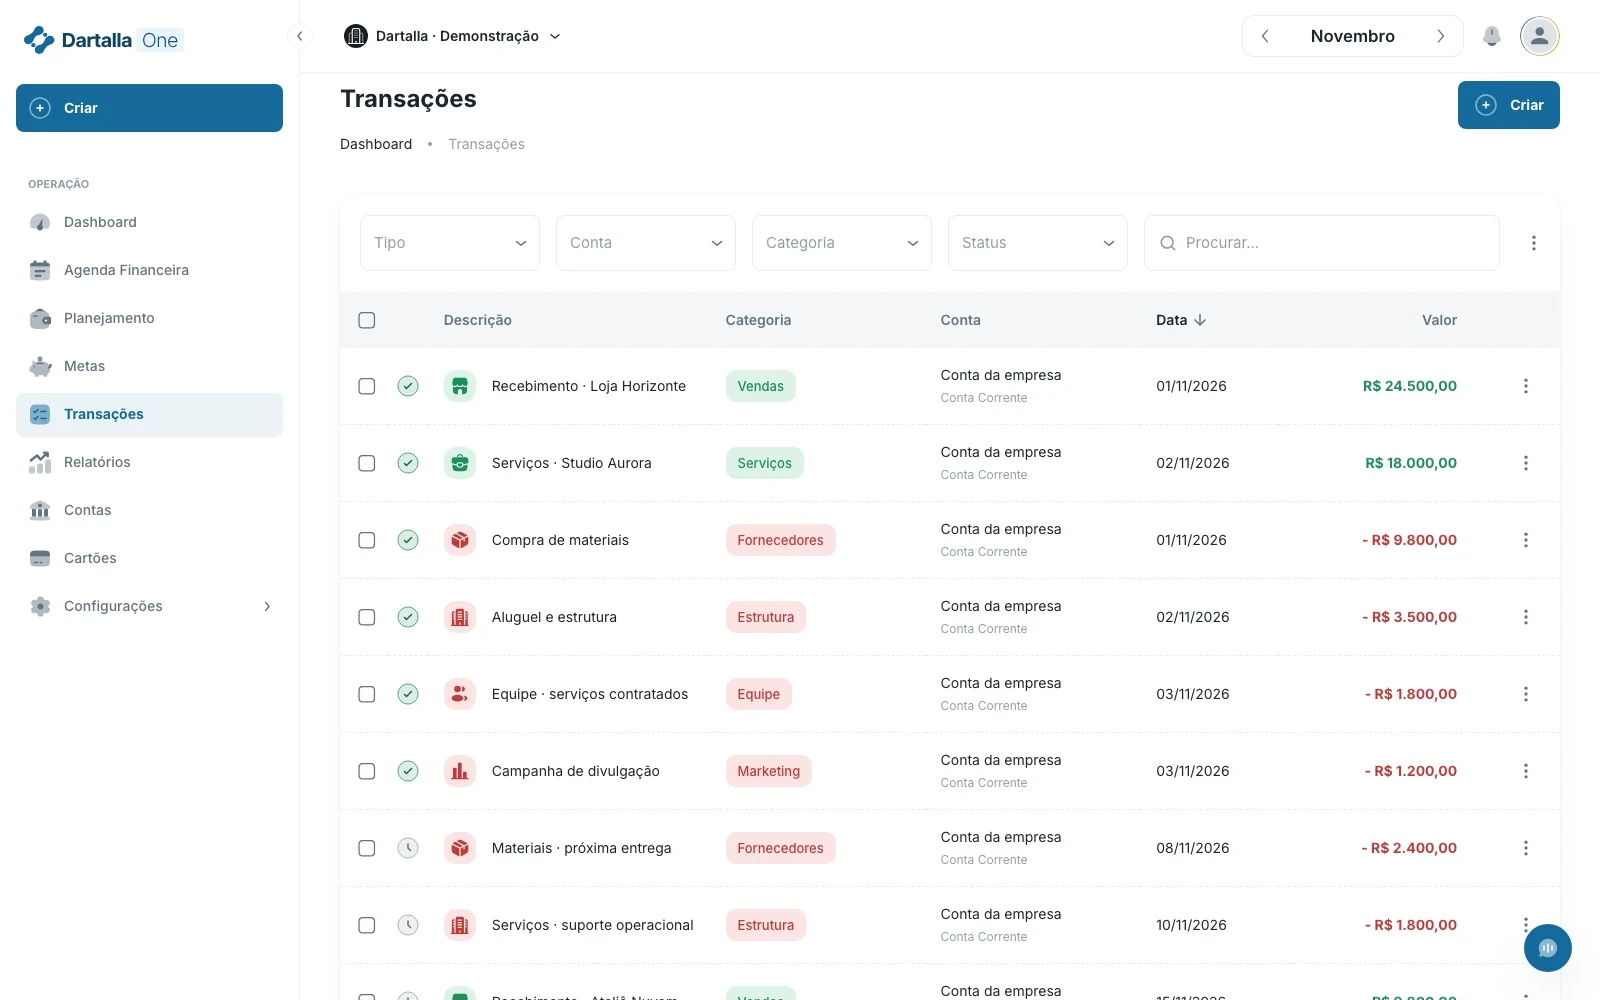 Dartalla One
Dartalla · Demonstração
Novembro
Criar
Transações
Criar
Dashboard • Transações
OPERAÇÃO
Dashboard
Agenda Financeira
Planejamento
Metas
Transações
Relatórios
Contas
Cartões
Configurações
Tipo Conta Categoria Status Procurar...
Descrição Categoria Conta Data Valor
Recebimento · Loja Horizonte Vendas Conta da empresa 01/11/2026 R$ 24.500,00
Conta Corrente
Serviços · Studio Aurora Serviços Conta da empresa 02/11/2026 R$ 18.000,00
Conta Corrente
Compra de materiais Fornecedores Conta da empresa 01/11/2026 - R$ 9.800,00
Conta Corrente
Aluguel e estrutura Estrutura Conta da empresa 02/11/2026 - R$ 3.500,00
Conta Corrente
Equipe · serviços contratados Equipe Conta da empresa 03/11/2026 - R$ 1.800,00
Conta Corrente
Campanha de divulgação Marketing Conta da empresa 03/11/2026 - R$ 1.200,00
Conta Corrente
Materiais · próxima entrega Fornecedores Conta da empresa 08/11/2026 - R$ 2.400,00
Conta Corrente
Serviços · suporte operacional Estrutura Conta da empresa 10/11/2026 - R$ 1.800,00
Conta Corrente
Recebimento · Ateliê Nuvem Vendas Conta da empresa 15/11/2026